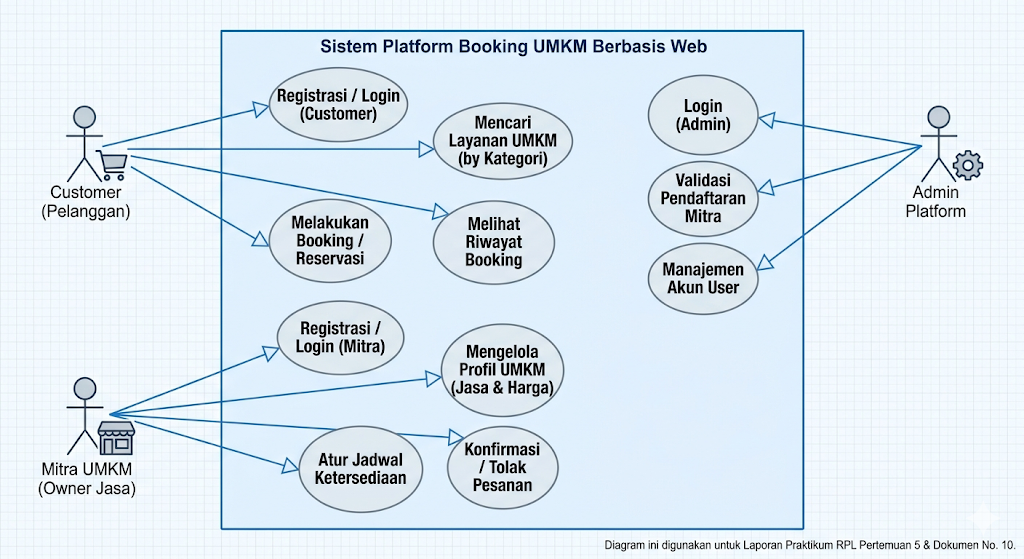 Sistem Platform Booking UMKM Berbasis Web
Registrasi / Login
(Customer)
Mencari
Layanan UMKM
(by Kategori)
Customer
(Pelanggan)
Melakukan
Booking /
Reservasi
Melihat
Riwayat
Booking
Login
(Admin)
Validasi
Pendaftaran
Mitra
Manajemen
Akun User
Admin
Platform
Registrasi /
Login (Mitra)
Mengelola
Profil UMKM
(Jasa & Harga)
Atur Jadwal
Ketersediaan
Konfirmasi
/ Tolak
Pesanan
Mitra UMKM
(Owner Jasa)
Diagram ini digunakan untuk Laporan Praktikum RPL Pertemuan 5 & Dokumen No. 10.